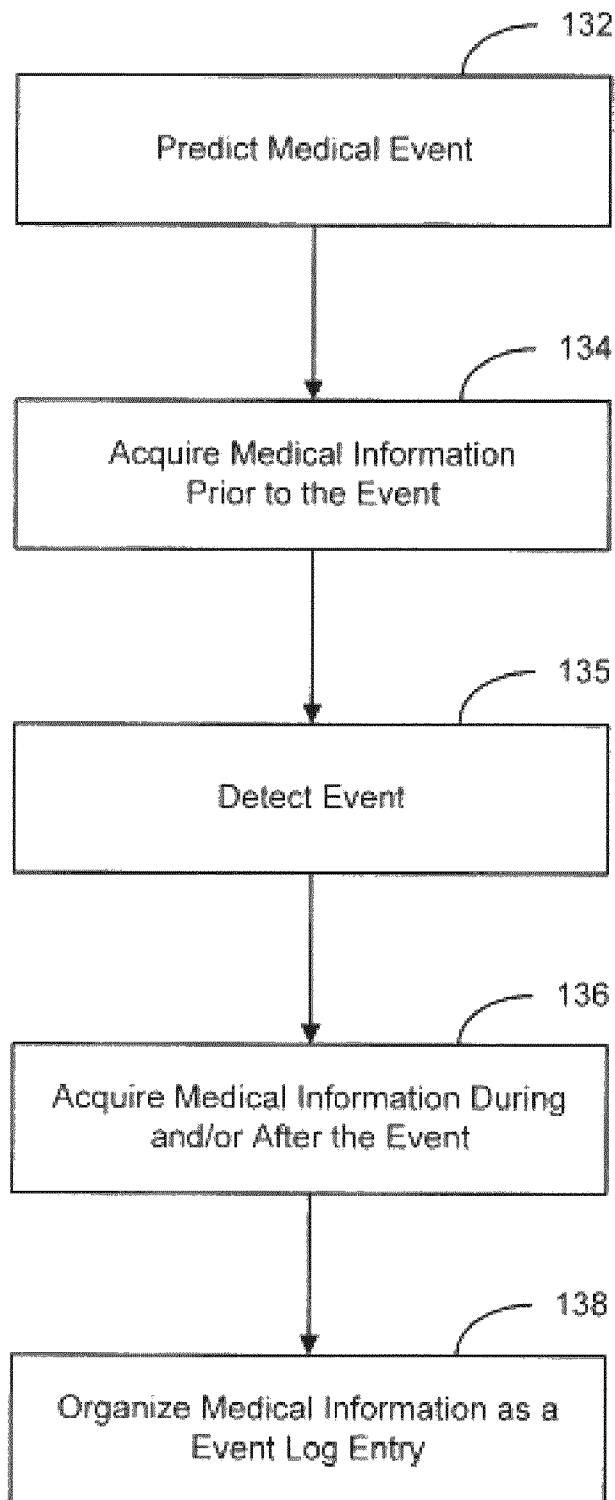 132
Predict Medical Event
134
Acquire Medical Information
Prior to the Event
135
Detect Event
136
Acquire Medical Information During
and/or After the Event
138
Organize Medical Information as a
Event Log Entry